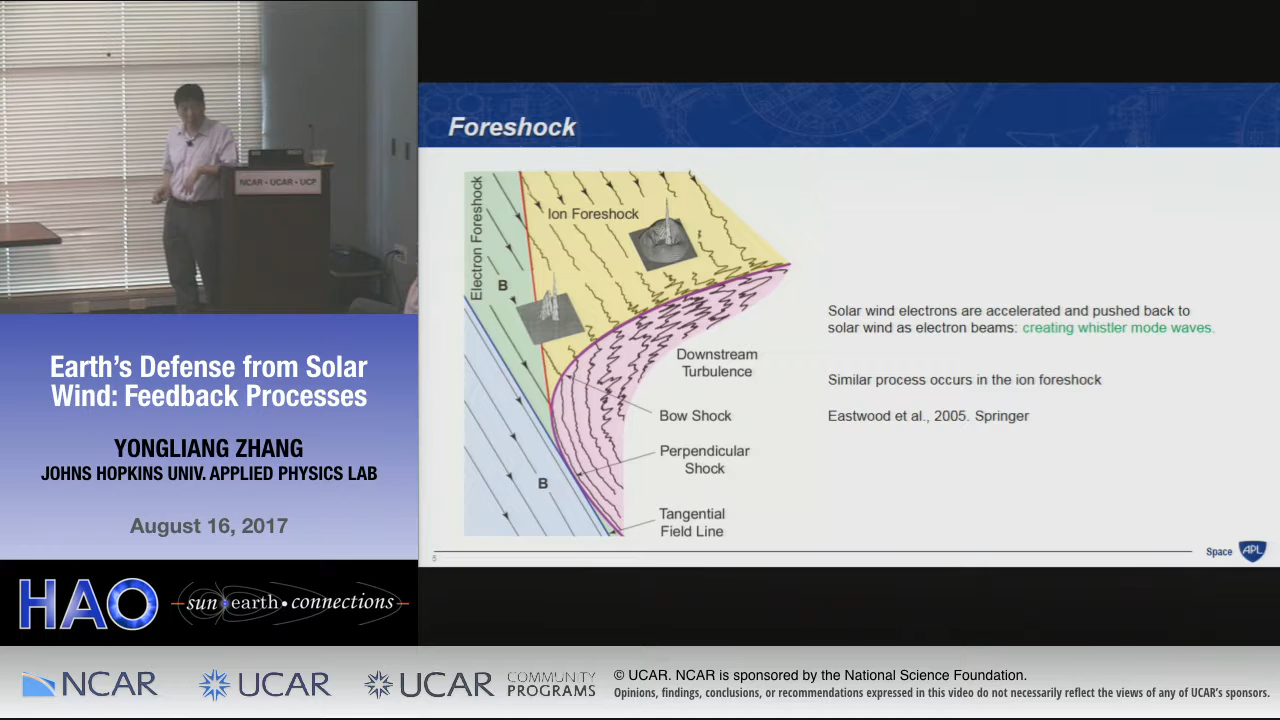 NCAR • UCAR • UCP
Earth's Defense from Solar
Wind: Feedback Processes
YONGLIANG ZHANG
JOHNS HOPKINS UNIV. APPLIED PHYSICS LAB
August 16, 2017
HAO
sun • earth • connections
Foreshock
Electron Foreshock
Ion Foreshock
B
B
Downstream
Turbulence
Bow Shock
Perpendicular
Shock
Tangential
Field Line
Solar wind electrons are accelerated and pushed back to
solar wind as electron beams: creating whistler mode waves.
Similar process occurs in the ion foreshock
Eastwood et al., 2005. Springer
6
Space APL
NCAR
UCAR
UCAR COMMUNITY
PROGRAMS
© UCAR. NCAR is sponsored by the National Science Foundation.
Opinions, findings, conclusions, or recommendations expressed in this video do not necessarily reflect the views of any of UCAR's sponsors.